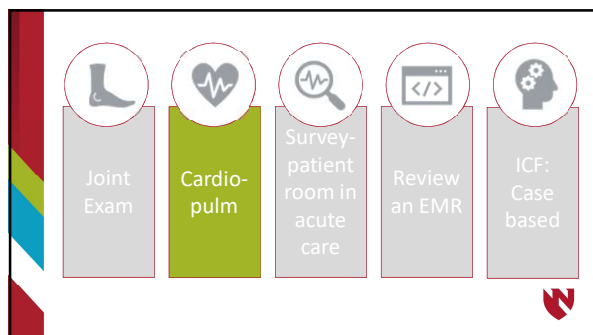 </>
Joint
Exam
Cardio-
pulm
Survey-
patient
room in
acute
care
Review
an EMR
ICF:
Case
based